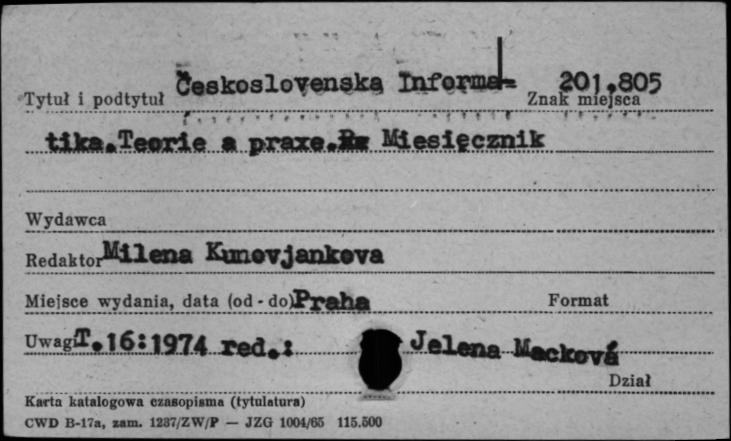 Tytuł i podtytuł Československa Informa- Znak miejsca 201,805
tika.Teorie a praxe. Miesięcznik
Wydawca
Redaktor Milena Kunovjankova
Miejsce wydania, data (od - do) Praha Format
Uwagi T.16:1974 red.: Jelena Macková
Dział
Karta katalogowa czasopisma (tytulatura)
CWD B-17a, zam. 1237/ZW/P — JZG 1004/65 115.500